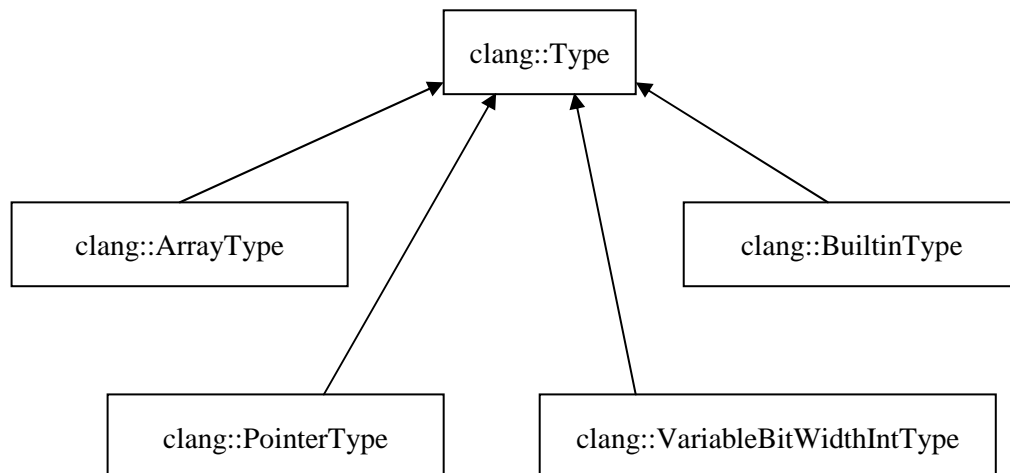 clang::Type
clang::ArrayType
clang::BuiltinType
clang::PointerType
clang::VariableBitWidthIntType